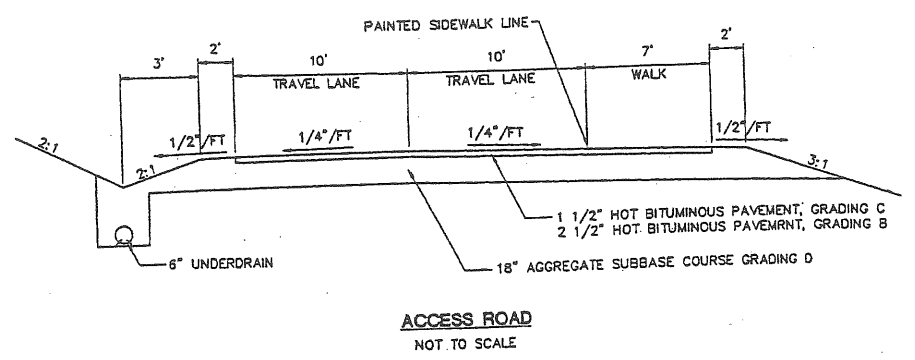 PAINTED SIDEWALK LINE
3'
2'
10'
TRAVEL LANE
10'
TRAVEL LANE
7'
WALK
2'
2:1
1/2"/FT
1/4"/FT
1/4"/FT
1/2"/FT
2:1
3:1
1 1/2" HOT BITUMINOUS PAVEMENT, GRADING C
2 1/2" HOT BITUMINOUS PAVEMRNT, GRADING B
6" UNDERDRAIN
18" AGGREGATE SUBBASE COURSE GRADING D
ACCESS ROAD
NOT TO SCALE